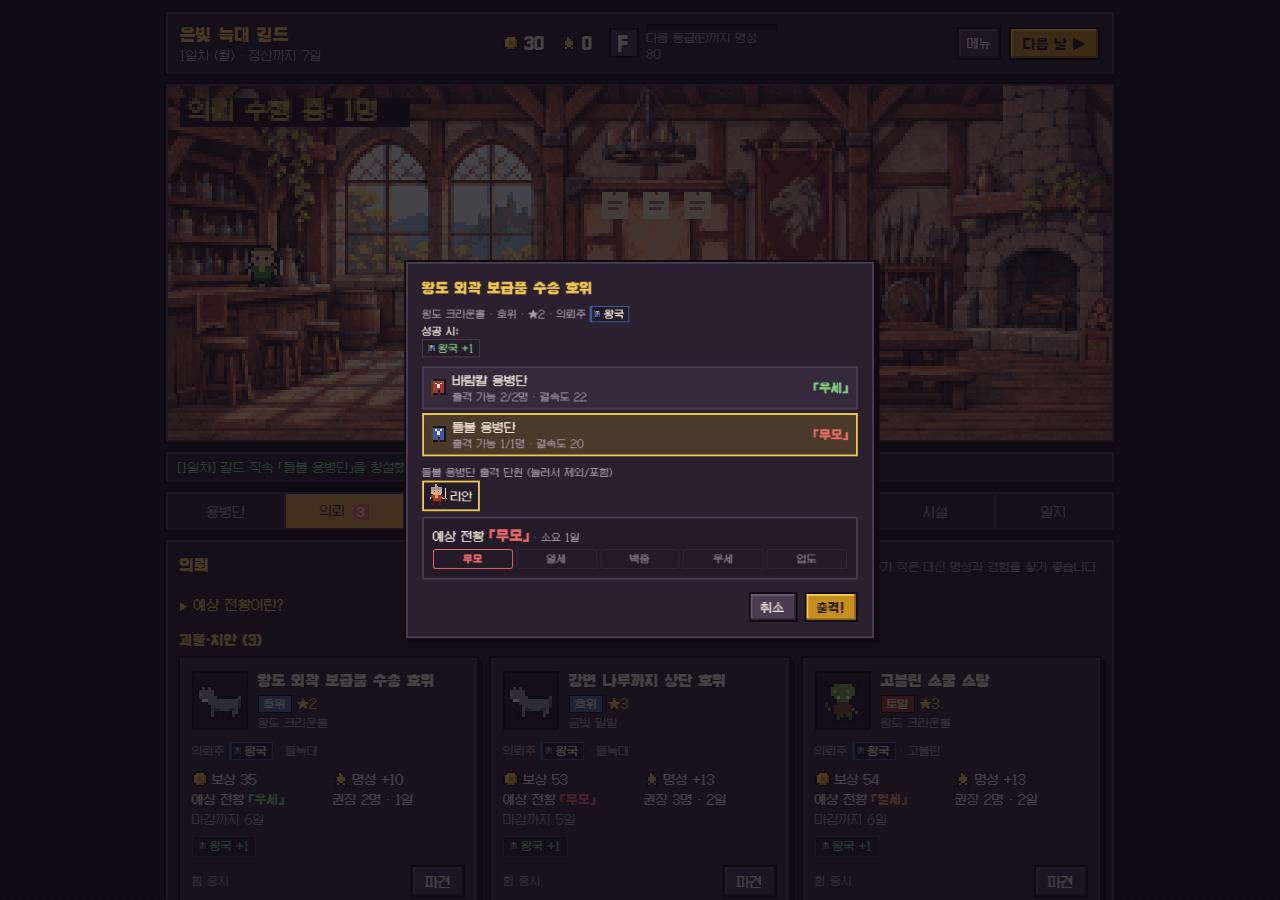 은빛 늑대 길드
1일차 (월) · 정산까지 7일
30
0
F
다음 등급(E)까지 명성
80
메뉴
다음 날 ▶
의뢰 수행 중: 1명
왕도 외곽 보급품 수송 호위
왕도 크라운홀 · 호위 · ★2 · 의뢰주 왕국
성공 시:
왕국 +1
바람칼 용병단
출격 가능 2/2명 · 결속도 22
「우세」
들불 용병단
출격 가능 1/1명 · 결속도 20
「무모」
들불 용병단 출격 단원 (눌러서 제외/포함)
리안
예상 전황 「무모」 · 소요 1일
무모
열세
백중
우세
압도
취소
출격!
[1일차] 길드 직속 「들불 용병단」을 창설했
용병단
의뢰 3
시설
일지
의뢰
가 적은 대신 명성과 경험을 쌓기 좋습니다.
▶ 예상 전황이란?
괴물·치안 (3)
왕도 외곽 보급품 수송 호위
호위 ★2
왕도 크라운홀
의뢰주 왕국 · 들늑대
보상 35
명성 +10
예상 전황 「우세」
권장 2명 · 1일
마감까지 6일
왕국 +1
힘 중시
파견
강변 나루까지 상단 호위
호위 ★3
금빛 밀밭
의뢰주 왕국 · 들늑대
보상 53
명성 +13
예상 전황 「무모」
권장 3명 · 2일
마감까지 5일
왕국 +1
힘 중시
파견
고블린 소굴 소탕
토벌 ★3
왕도 크라운홀
의뢰주 왕국 · 고블린
보상 54
명성 +13
예상 전황 「열세」
권장 2명 · 2일
마감까지 6일
왕국 +1
힘 중시
파견